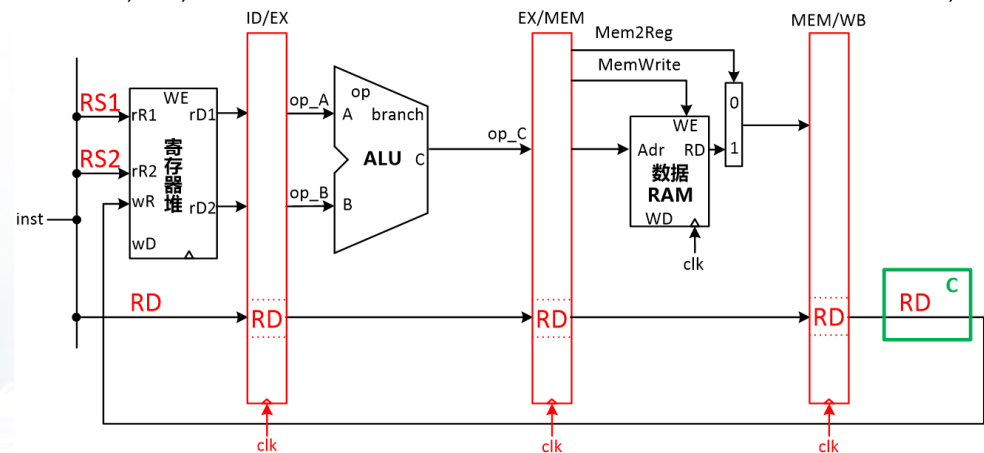 ID/EX
EX/MEM
MEM/WB
Mem2Reg
MemWrite
RS1
RS2
inst
WE
rR1
rD1
寄存器堆
rR2
wR
rD2
wD
op_A
op_B
op
A
branch
ALU
C
B
op_C
WE
Adr
RD
数据
RAM
WD
clk
0
1
RD
RD
RD
RD
RD
C
clk
clk
clk